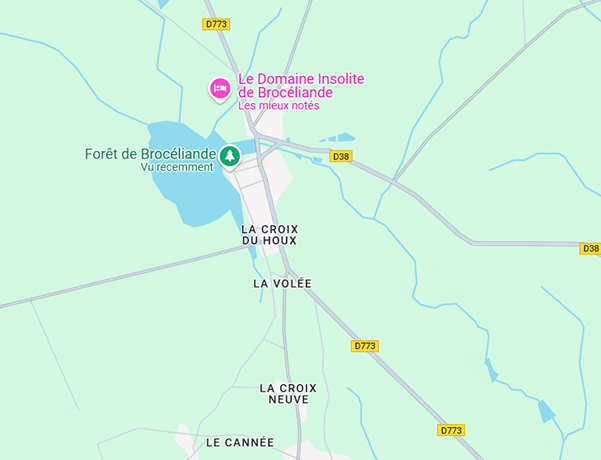 D773
Le Domaine Insolite
de Brocéliande
Les mieux notés
Forêt de Brocéliande
Vu récemment
D38
LA CROIX
DU HOUX
D38
LA VOLÉE
D773
LA CROIX
NEUVE
D773
LE CANNÉE